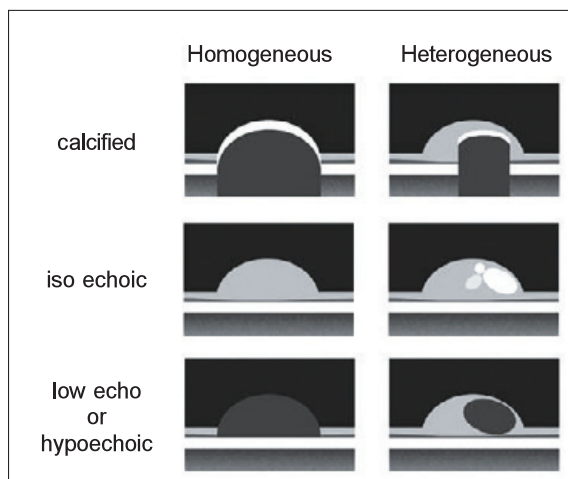 Homogeneous Heterogeneous
calcified
iso echoic
low echo
or
hypoechoic